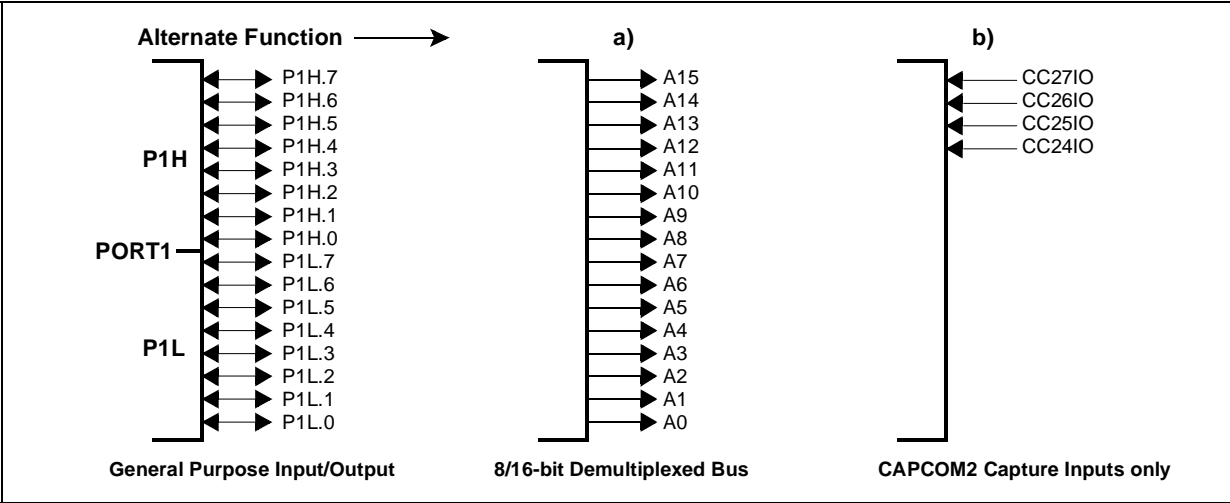 Alternate Function a) b)
P1H.7 A15 CC27IO
P1H.6 A14 CC26IO
P1H.5 A13 CC25IO
P1H.4 A12 CC24IO
P1H
P1H.3 A11
P1H.2 A10
P1H.1 A9
P1H.0 A8
PORT1
P1L.7 A7
P1L.6 A6
P1L.5 A5
P1L.4 A4
P1L
P1L.3 A3
P1L.2 A2
P1L.1 A1
P1L.0 A0
General Purpose Input/Output 8/16-bit Demultiplexed Bus CAPCOM2 Capture Inputs only